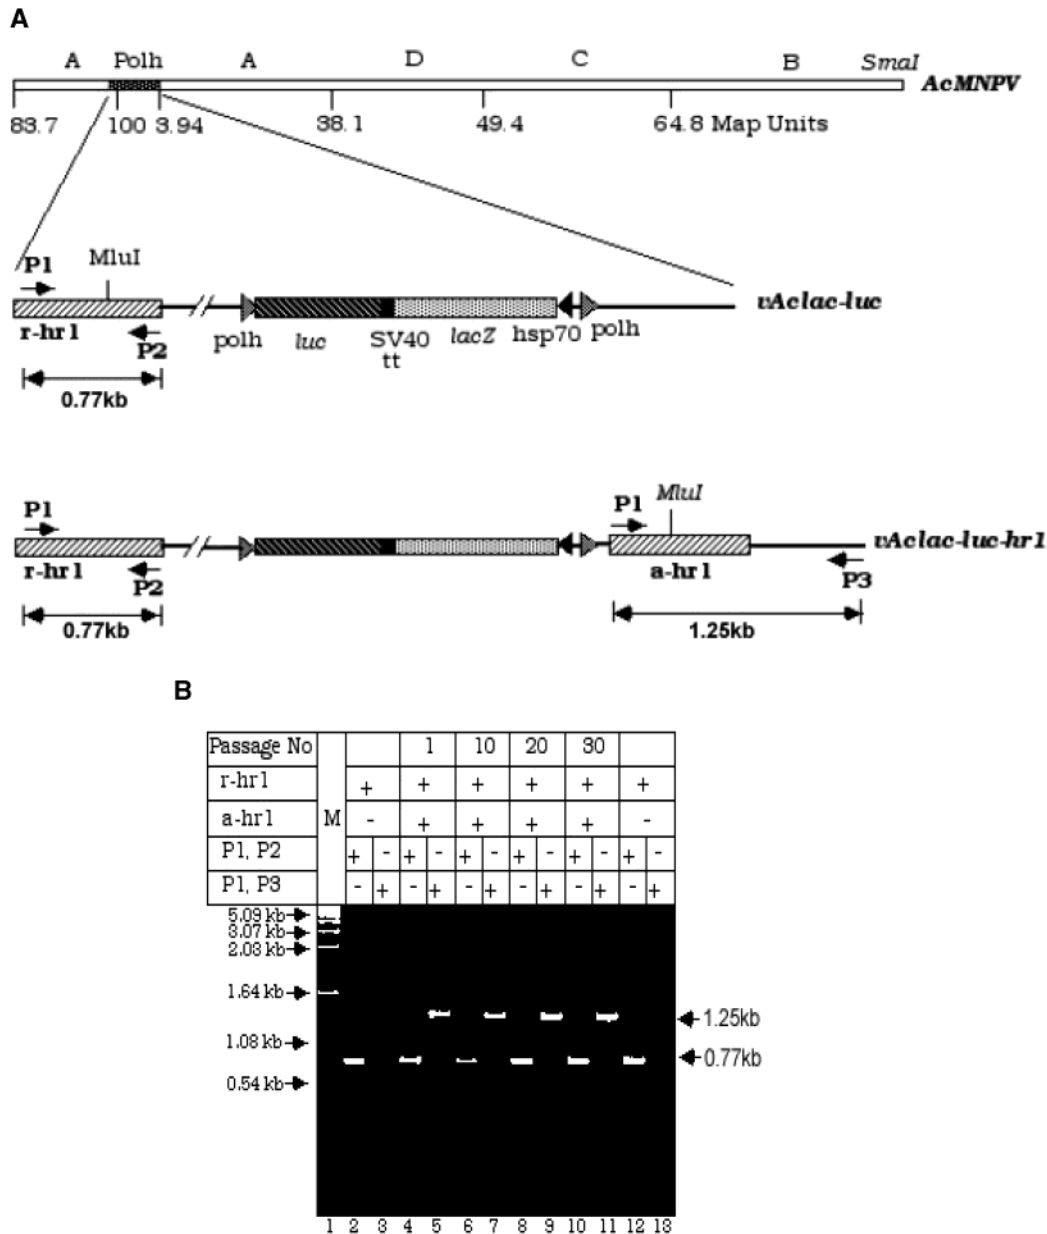 A
A Polh A D C B SmaI
AcMNPV
83.7 100 3.94 38.1 49.4 64.8 Map Units
P1 MluI
vAclac-luc
r-hr1 P2 polh luc SV40 tt lacZ hsp70 polh
0.77kb
P1 P1 MluI
vAclac-luc-hr1
r-hr1 P2 a-hr1 P3
0.77kb 1.25kb
B
Passage No 1 10 20 30
r-hr1 + + + + + +
a-hr1 M - + + + + -
P1, P2 + - + - + - + - + - + -
P1, P3 - + - + - + - + - + - +
5.09 kb
3.07 kb
2.03 kb
1.64 kb
1.25kb
1.08 kb
0.77kb
0.54 kb
1 2 3 4 5 6 7 8 9 10 11 12 13